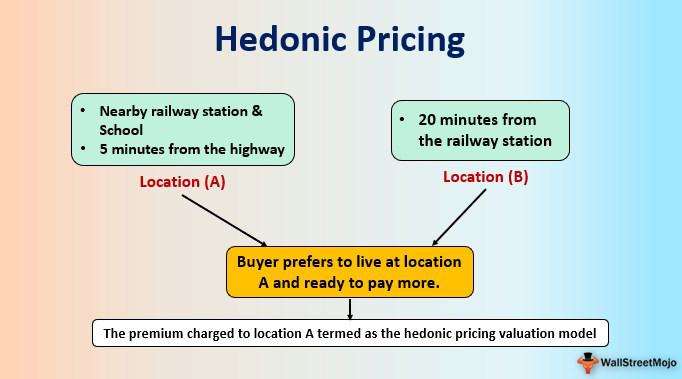 Hedonic Pricing
• Nearby railway station &
School
• 5 minutes from the highway
Location (A)
• 20 minutes from
the railway station
Location (B)
Buyer prefers to live at location
A and ready to pay more.
The premium charged to location A termed as the hedonic pricing valuation model
WallStreetMojo